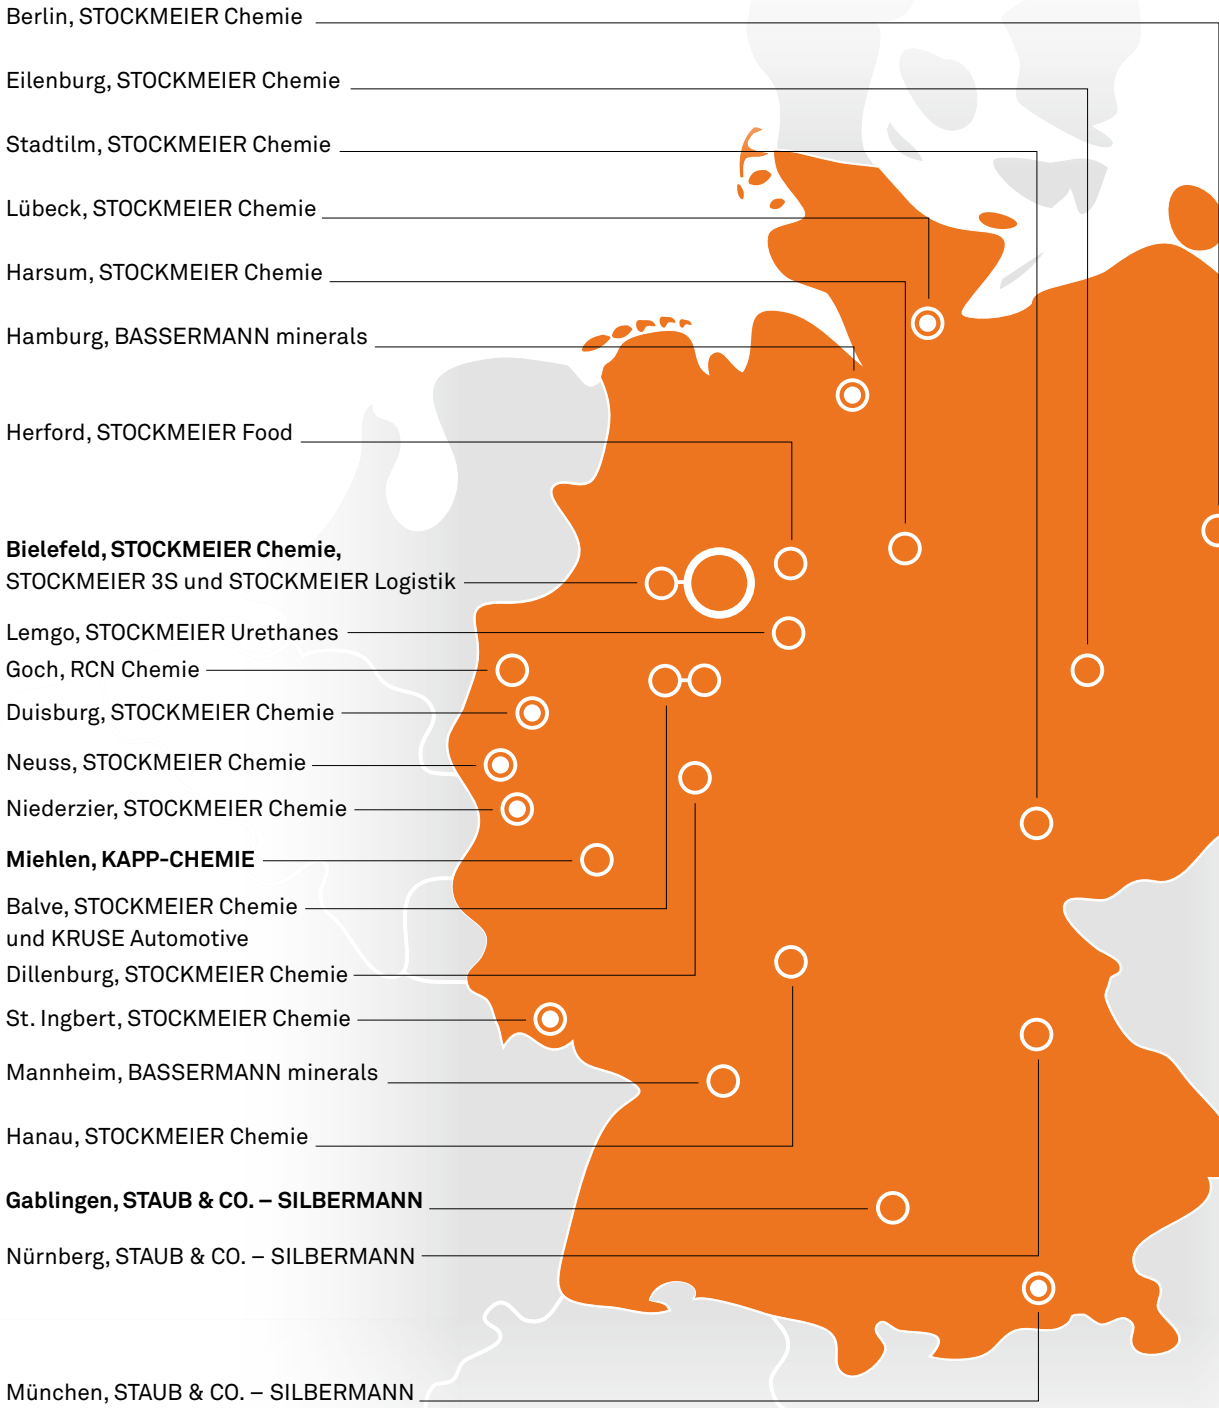 Berlin, STOCKMEIER Chemie
Eilenburg, STOCKMEIER Chemie
Stadtilm, STOCKMEIER Chemie
Lübeck, STOCKMEIER Chemie
Harsum, STOCKMEIER Chemie
Hamburg, BASSERMANN minerals
Herford, STOCKMEIER Food
Bielefeld, STOCKMEIER Chemie,
STOCKMEIER 3S und STOCKMEIER Logistik
Lemgo, STOCKMEIER Urethanes
Goch, RCN Chemie
Duisburg, STOCKMEIER Chemie
Neuss, STOCKMEIER Chemie
Niederzier, STOCKMEIER Chemie
Miehlen, KAPP-CHEMIE
Balve, STOCKMEIER Chemie
und KRUSE Automotive
Dillenburg, STOCKMEIER Chemie
St. Ingbert, STOCKMEIER Chemie
Mannheim, BASSERMANN minerals
Hanau, STOCKMEIER Chemie
Gablingen, STAUB & CO. – SILBERMANN
Nürnberg, STAUB & CO. – SILBERMANN
München, STAUB & CO. – SILBERMANN